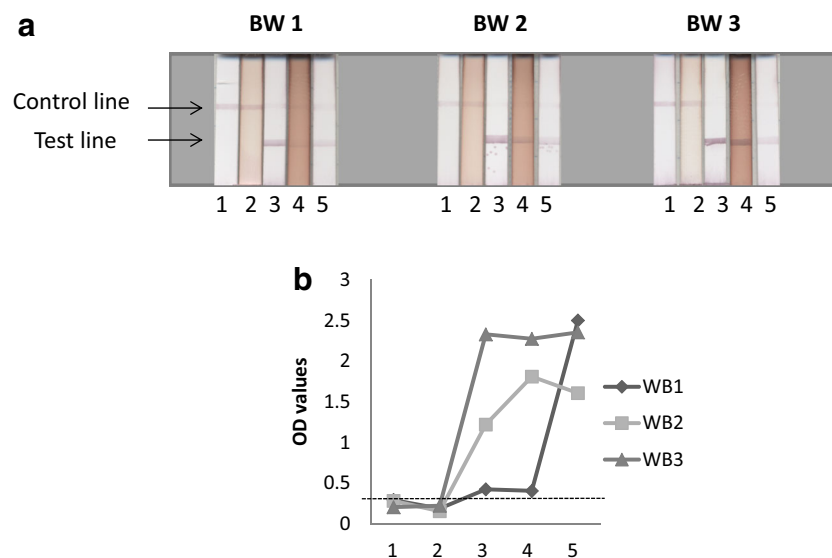 a
BW 1 BW 2 BW 3
Control line
Test line
1 2 3 4 5 1 2 3 4 5 1 2 3 4 5
b
OD values
3
2.5
2
1.5
1
0.5
0
1 2 3 4 5
WB1
WB2
WB3